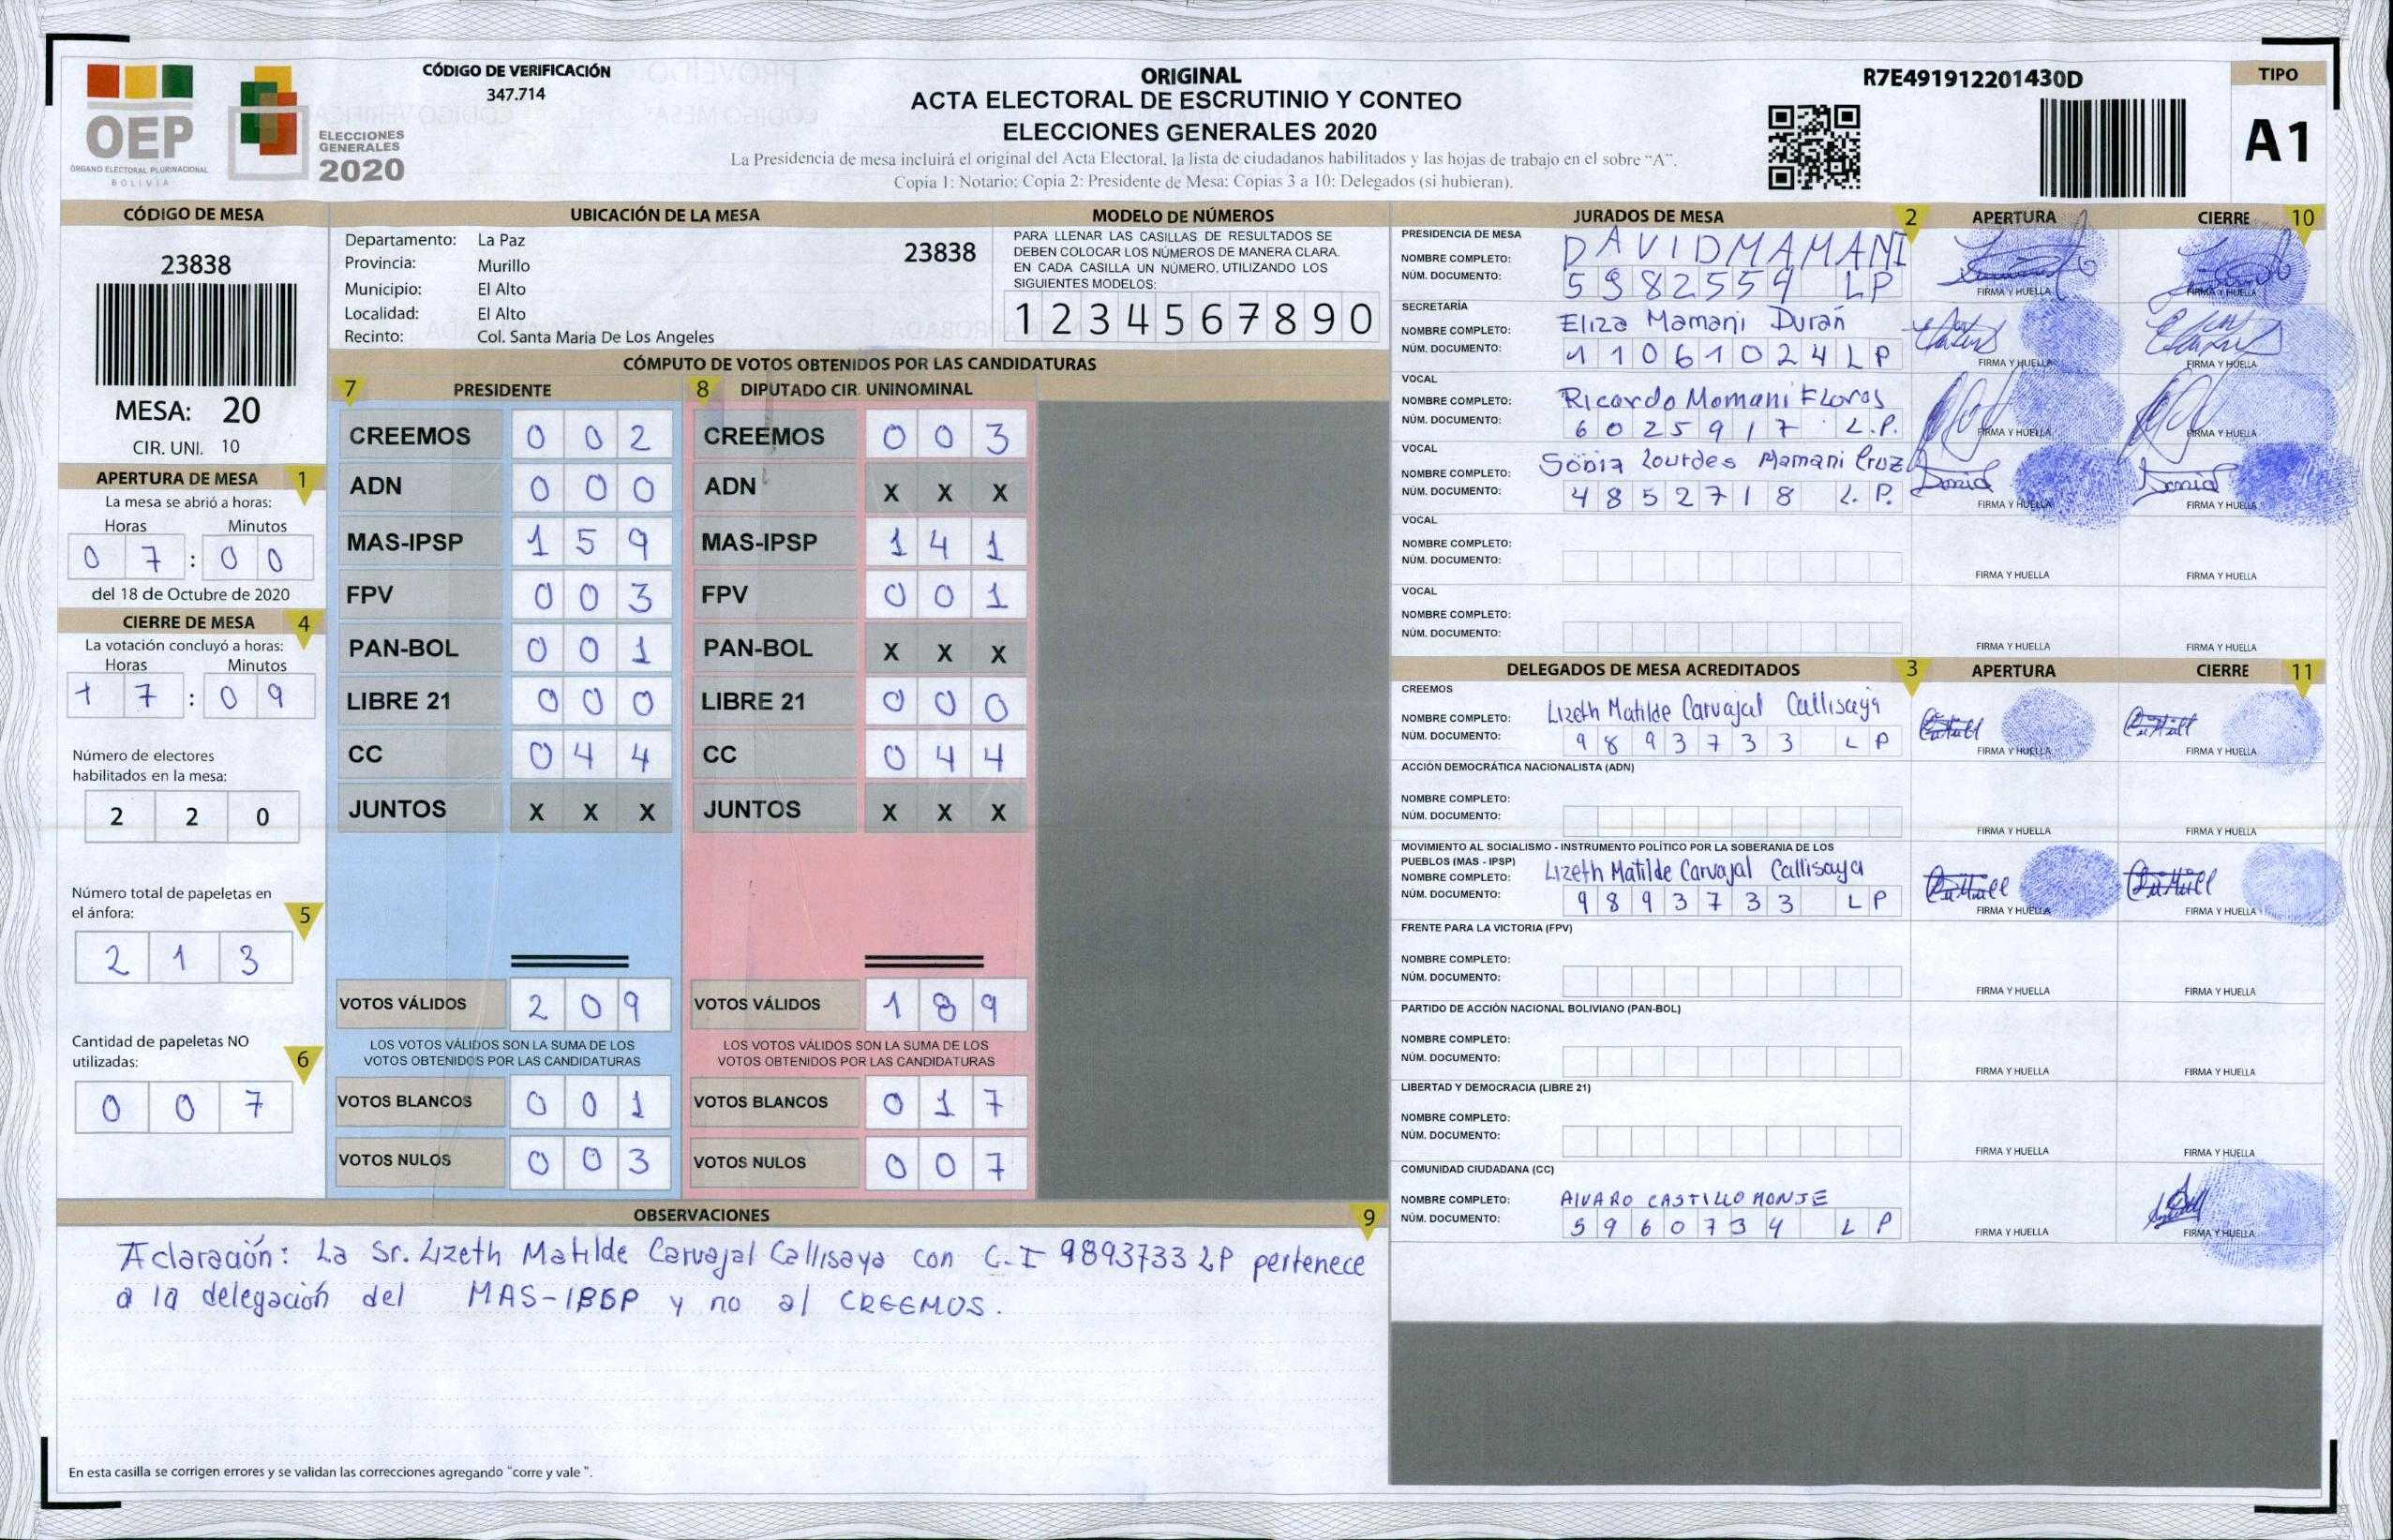 CÓDIGO DE VERIFICACIÓN
347.714
OEP
ÓRGANO ELECTORAL PLURINACIONAL
BOLIVIA
ELECCIONES
GENERALES
2020
ORIGINAL
ACTA ELECTORAL DE ESCRUTINIO Y CONTEO
ELECCIONES GENERALES 2020
La Presidencia de mesa incluirá el original del Acta Electoral, la lista de ciudadanos habilitados y las hojas de trabajo en el sobre "A".
Copia 1: Notario; Copia 2: Presidente de Mesa; Copias 3 a 10: Delegados (si hubieran).
R7E491912201430D
TIPO
A1
CÓDIGO DE MESA
23838
MESA: 20
CIR. UNI. 10
APERTURA DE MESA 1
La mesa se abrió a horas:
Horas Minutos
0 7 : 0 0
del 18 de Octubre de 2020
CIERRE DE MESA 4
La votación concluyó a horas:
Horas Minutos
1 7 : 0 9
Número de electores
habilitados en la mesa:
2 2 0
Número total de papeletas en
el ánfora: 5
2 1 3
Cantidad de papeletas NO
utilizadas: 6
0 0 7
UBICACIÓN DE LA MESA
Departamento: La Paz
Provincia: Murillo
Municipio: El Alto
Localidad: El Alto
Recinto: Col. Santa Maria De Los Angeles
23838
MODELO DE NÚMEROS
PARA LLENAR LAS CASILLAS DE RESULTADOS SE
DEBEN COLOCAR LOS NÚMEROS DE MANERA CLARA.
EN CADA CASILLA UN NÚMERO, UTILIZANDO LOS
SIGUIENTES MODELOS:
1 2 3 4 5 6 7 8 9 0
CÓMPUTO DE VOTOS OBTENIDOS POR LAS CANDIDATURAS
7 PRESIDENTE 8 DIPUTADO CIR. UNINOMINAL
CREEMOS 0 0 2 CREEMOS 0 0 3
ADN 0 0 0 ADN X X X
MAS-IPSP 1 5 9 MAS-IPSP 1 4 1
FPV 0 0 3 FPV 0 0 1
PAN-BOL 0 0 1 PAN-BOL X X X
LIBRE 21 0 0 0 LIBRE 21 0 0 0
CC 0 4 4 CC 0 4 4
JUNTOS X X X JUNTOS X X X
VOTOS VÁLIDOS 2 0 9 VOTOS VÁLIDOS 1 8 9
LOS VOTOS VÁLIDOS SON LA SUMA DE LOS LOS VOTOS VÁLIDOS SON LA SUMA DE LOS
VOTOS OBTENIDOS POR LAS CANDIDATURAS VOTOS OBTENIDOS POR LAS CANDIDATURAS
VOTOS BLANCOS 0 0 1 VOTOS BLANCOS 0 1 7
VOTOS NULOS 0 0 3 VOTOS NULOS 0 0 7
OBSERVACIONES 9
Aclaración: La Sr. Lizeth Matilde Carvajal Callisaya con C.I 9893733 LP pertenece
a la delegación del MAS-IPSP y no al CREEMOS.
En esta casilla se corrigen errores y se validan las correcciones agregando "corre y vale".
JURADOS DE MESA 2 APERTURA CIERRE 10
PRESIDENCIA DE MESA
NOMBRE COMPLETO: DAVID MAMANI
NÚM. DOCUMENTO: 5982559 LP
FIRMA Y HUELLA FIRMA Y HUELLA
SECRETARÍA
NOMBRE COMPLETO: Eliza Mamani Durán
NÚM. DOCUMENTO: 11061024 LP
FIRMA Y HUELLA FIRMA Y HUELLA
VOCAL
NOMBRE COMPLETO: Ricardo Mamani Flores
NÚM. DOCUMENTO: 6025917 L.P.
FIRMA Y HUELLA FIRMA Y HUELLA
VOCAL
NOMBRE COMPLETO: Sonia Lourdes Mamani Cruz
NÚM. DOCUMENTO: 4852718 L.P.
FIRMA Y HUELLA FIRMA Y HUELLA
VOCAL
NOMBRE COMPLETO:
NÚM. DOCUMENTO:
FIRMA Y HUELLA FIRMA Y HUELLA
VOCAL
NOMBRE COMPLETO:
NÚM. DOCUMENTO:
FIRMA Y HUELLA FIRMA Y HUELLA
DELEGADOS DE MESA ACREDITADOS 3 APERTURA CIERRE 11
CREEMOS
NOMBRE COMPLETO: Lizeth Matilde Carvajal Callisaya
NÚM. DOCUMENTO: 9893733 LP
FIRMA Y HUELLA FIRMA Y HUELLA
ACCIÓN DEMOCRÁTICA NACIONALISTA (ADN)
NOMBRE COMPLETO:
NÚM. DOCUMENTO:
FIRMA Y HUELLA FIRMA Y HUELLA
MOVIMIENTO AL SOCIALISMO - INSTRUMENTO POLÍTICO POR LA SOBERANIA DE LOS
PUEBLOS (MAS - IPSP)
NOMBRE COMPLETO: Lizeth Matilde Carvajal Callisaya
NÚM. DOCUMENTO: 9893733 LP
FIRMA Y HUELLA FIRMA Y HUELLA
FRENTE PARA LA VICTORIA (FPV)
NOMBRE COMPLETO:
NÚM. DOCUMENTO:
FIRMA Y HUELLA FIRMA Y HUELLA
PARTIDO DE ACCIÓN NACIONAL BOLIVIANO (PAN-BOL)
NOMBRE COMPLETO:
NÚM. DOCUMENTO:
FIRMA Y HUELLA FIRMA Y HUELLA
LIBERTAD Y DEMOCRACIA (LIBRE 21)
NOMBRE COMPLETO:
NÚM. DOCUMENTO:
FIRMA Y HUELLA FIRMA Y HUELLA
COMUNIDAD CIUDADANA (CC)
NOMBRE COMPLETO: ALVARO CASTILLO MONJE
NÚM. DOCUMENTO: 5960734 LP
FIRMA Y HUELLA FIRMA Y HUELLA